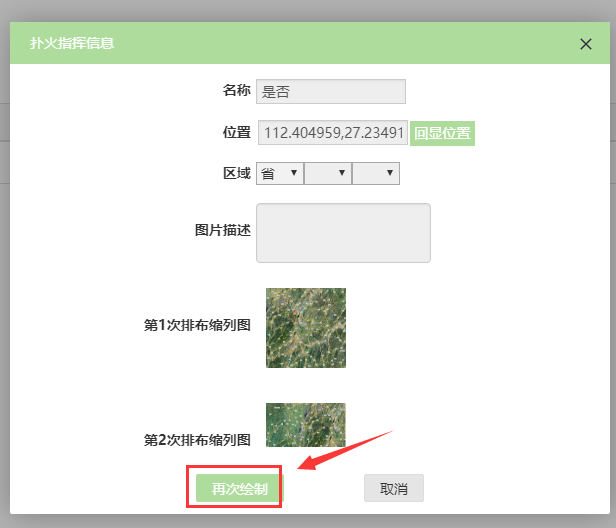 扑火指挥信息
名称 是否
位置 112.404959,27.23491 回显位置
区域 省
图片描述
第1次排布缩列图
第2次排布缩列图
再次绘制 取消